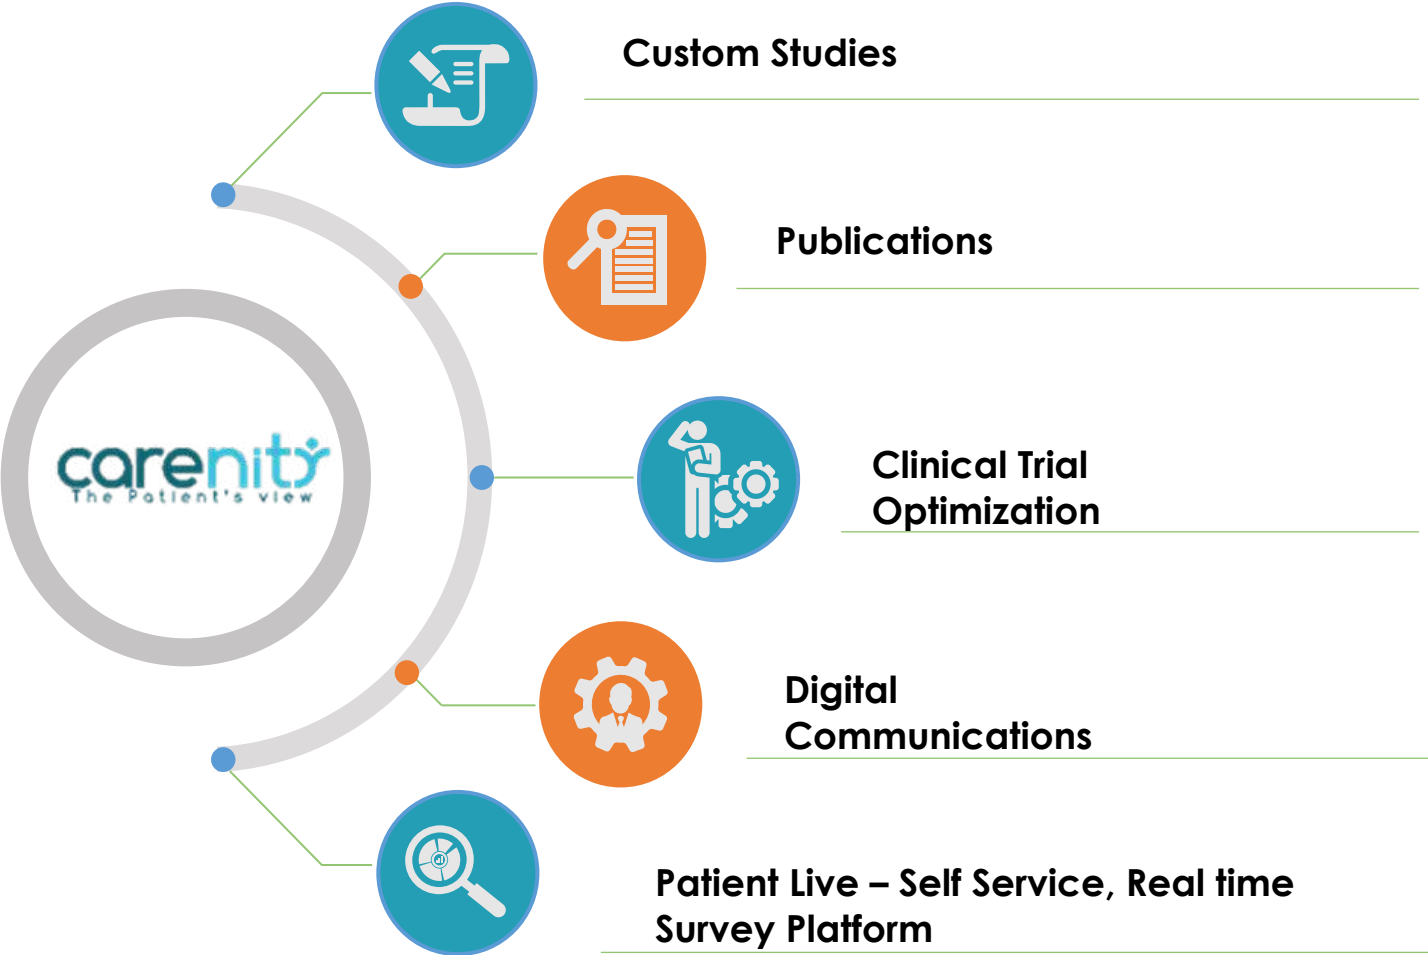 Custom Studies
Publications
carenity
The Patient's view
Clinical Trial
Optimization
Digital
Communications
Patient Live – Self Service, Real time
Survey Platform